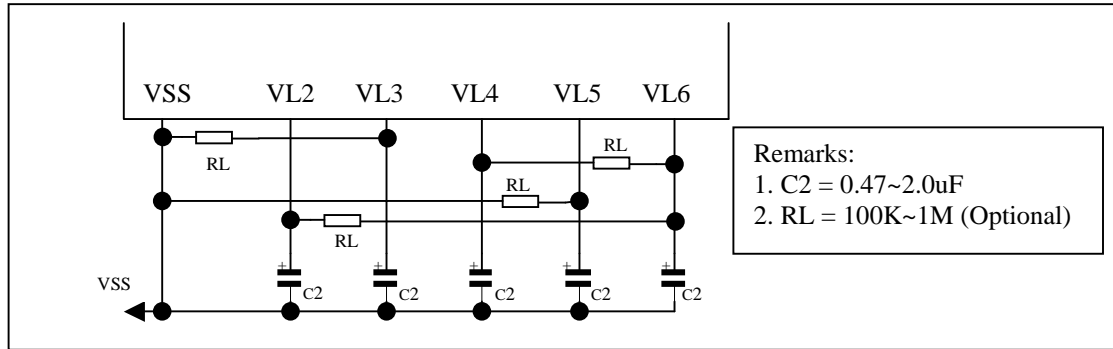 VSS VL2 VL3 VL4 VL5 VL6
RL
RL
RL
RL
Remarks:
1. C2 = 0.47~2.0uF
2. RL = 100K~1M (Optional)
VSS
+ C2
+ C2
+ C2
+ C2
+ C2